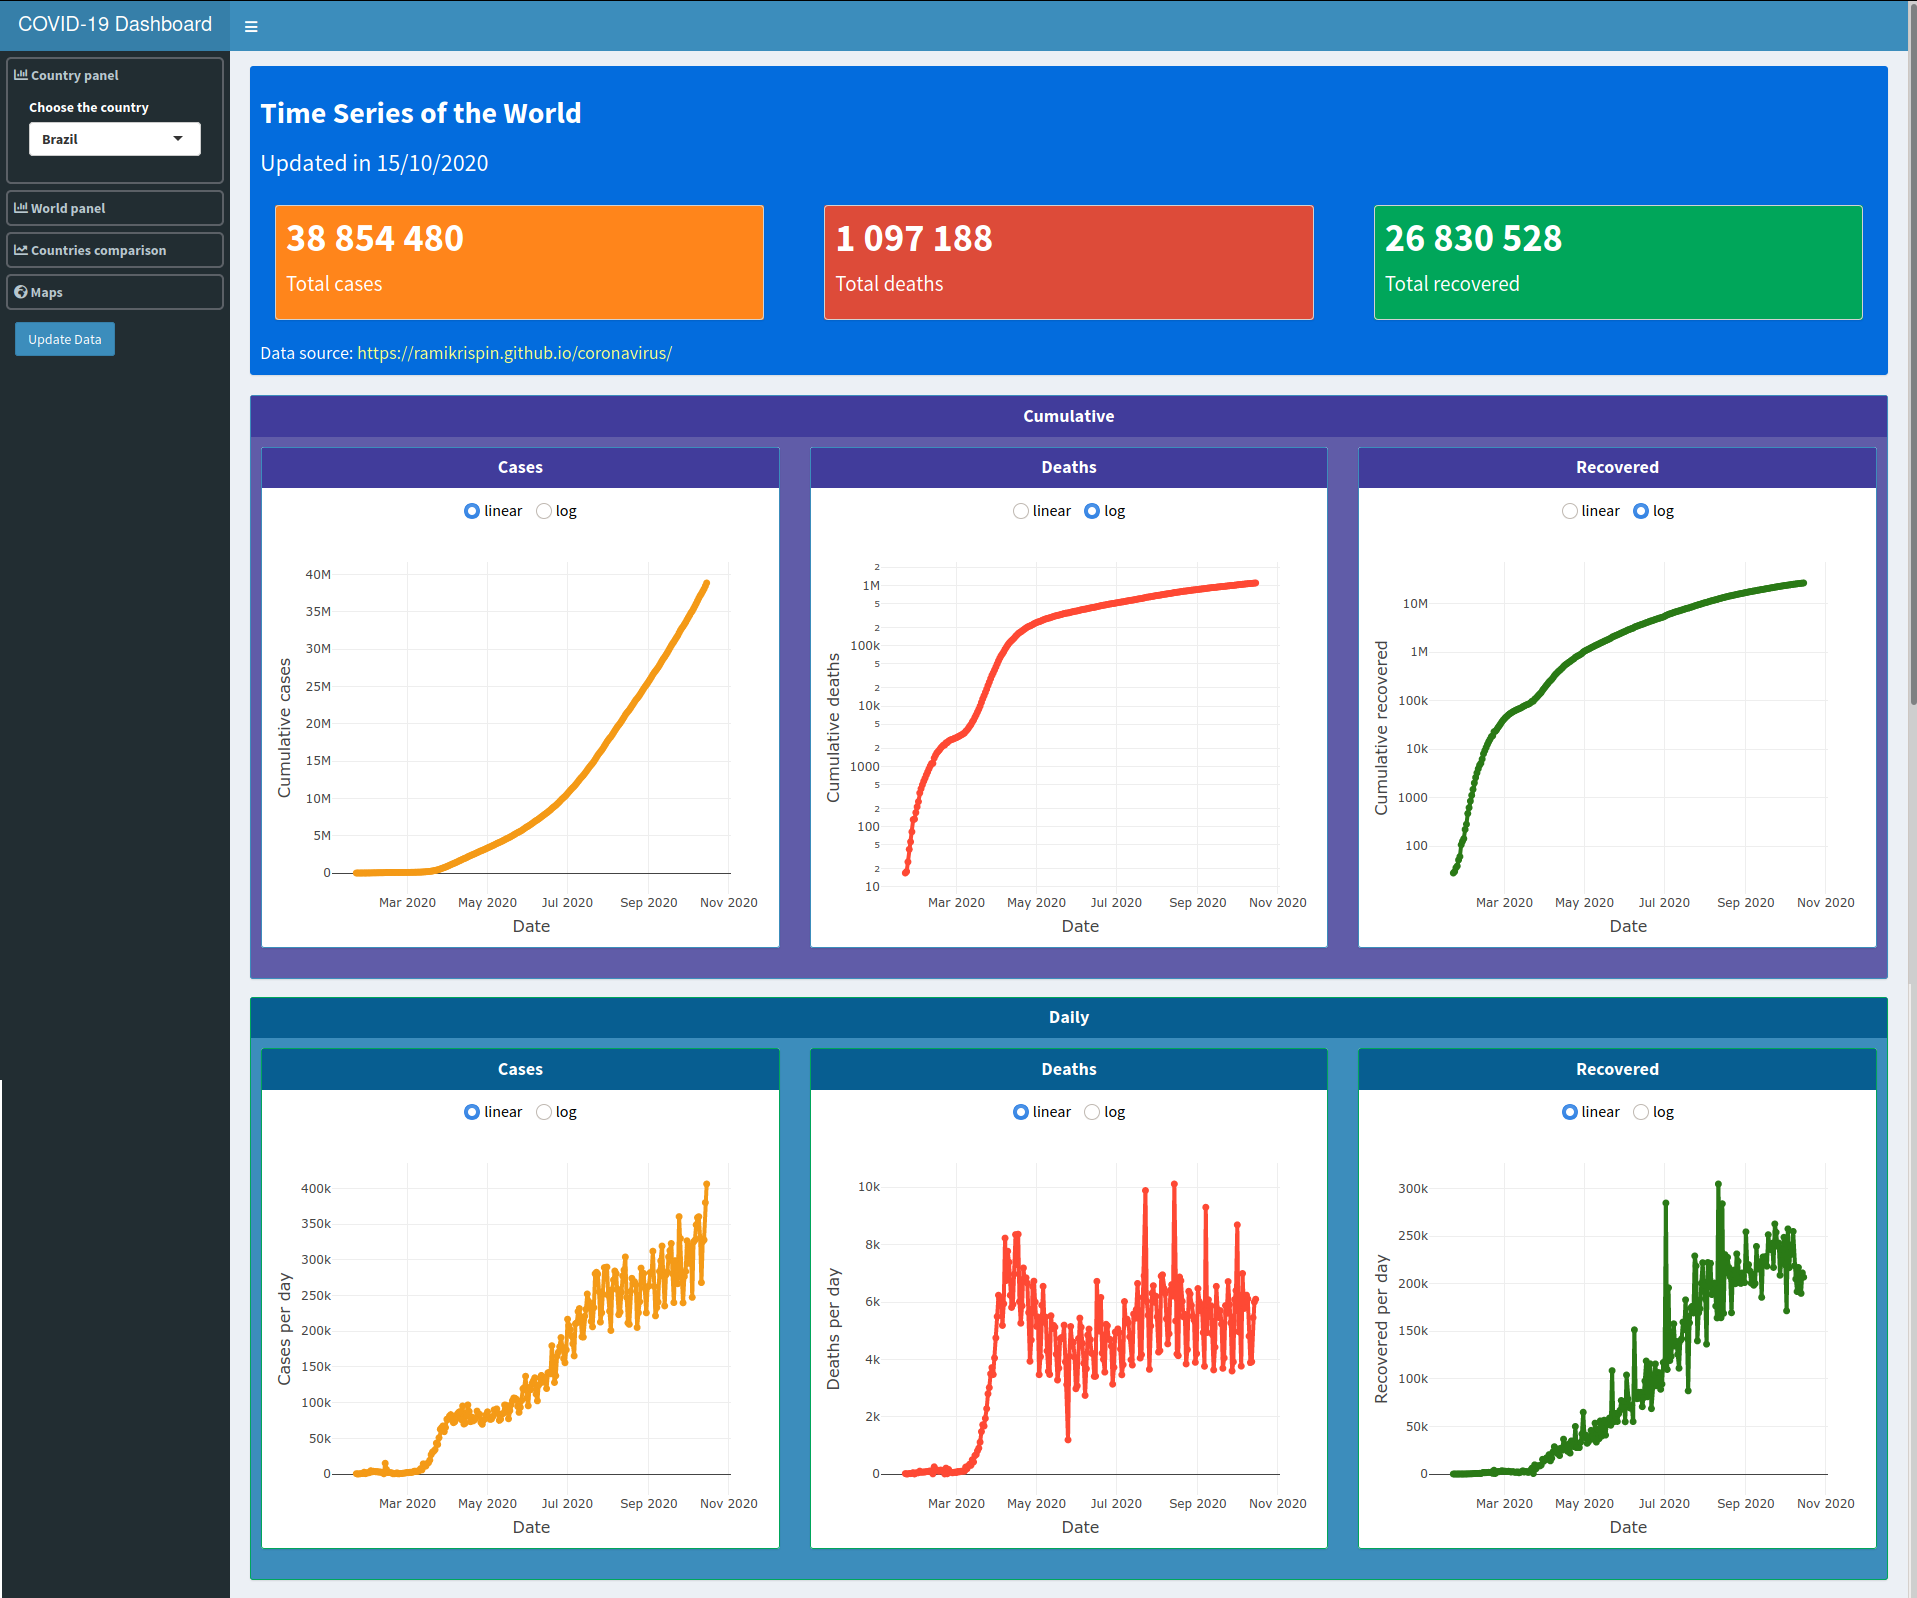 COVID-19 Dashboard
Country panel
Choose the country
Brazil
World panel
Countries comparison
Maps
Update Data
Time Series of the World
Updated in 15/10/2020
38 854 480
Total cases
1 097 188
Total deaths
26 830 528
Total recovered
Data source: https://ramikrispin.github.io/coronavirus/
Cumulative
Cases
linear log
40M
35M
30M
25M
20M
15M
10M
5M
0
Cumulative cases
Mar 2020 May 2020 Jul 2020 Sep 2020 Nov 2020
Date
Deaths
linear log
2
1M
5
2
100k
5
2
10k
5
2
1000
5
2
100
5
2
10
Cumulative deaths
Mar 2020 May 2020 Jul 2020 Sep 2020 Nov 2020
Date
Recovered
linear log
10M
1M
100k
10k
1000
100
Cumulative recovered
Mar 2020 May 2020 Jul 2020 Sep 2020 Nov 2020
Date
Daily
Cases
linear log
400k
350k
300k
250k
200k
150k
100k
50k
0
Cases per day
Mar 2020 May 2020 Jul 2020 Sep 2020 Nov 2020
Date
Deaths
linear log
10k
8k
6k
4k
2k
0
Deaths per day
Mar 2020 May 2020 Jul 2020 Sep 2020 Nov 2020
Date
Recovered
linear log
300k
250k
200k
150k
100k
50k
0
Recovered per day
Mar 2020 May 2020 Jul 2020 Sep 2020 Nov 2020
Date